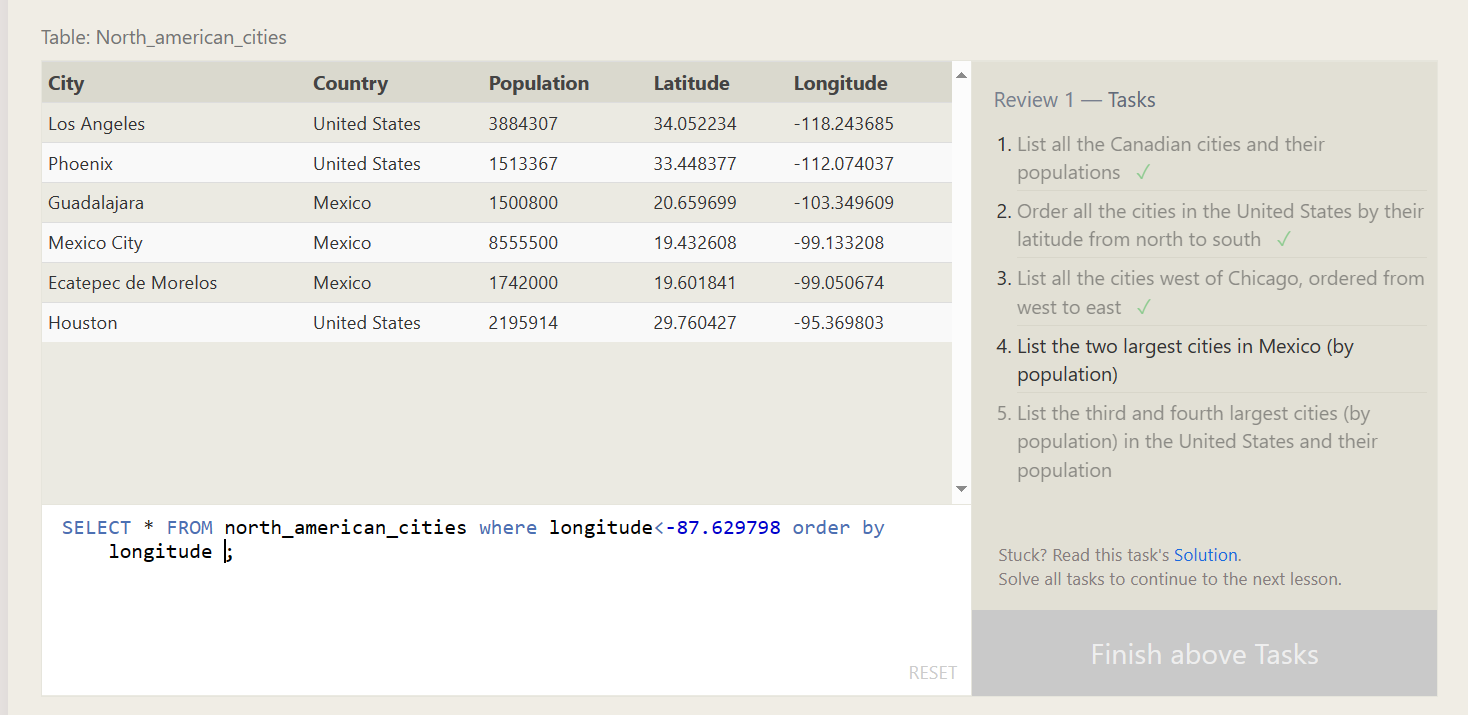 Table: North_american_cities
City Country Population Latitude Longitude
Los Angeles United States 3884307 34.052234 -118.243685
Phoenix United States 1513367 33.448377 -112.074037
Guadalajara Mexico 1500800 20.659699 -103.349609
Mexico City Mexico 8555500 19.432608 -99.133208
Ecatepec de Morelos Mexico 1742000 19.601841 -99.050674
Houston United States 2195914 29.760427 -95.369803
SELECT * FROM north_american_cities where longitude<-87.629798 order by
longitude ;
RESET
Review 1 — Tasks
1. List all the Canadian cities and their
populations ✓
2. Order all the cities in the United States by their
latitude from north to south ✓
3. List all the cities west of Chicago, ordered from
west to east ✓
4. List the two largest cities in Mexico (by
population)
5. List the third and fourth largest cities (by
population) in the United States and their
population
Stuck? Read this task's Solution.
Solve all tasks to continue to the next lesson.
Finish above Tasks